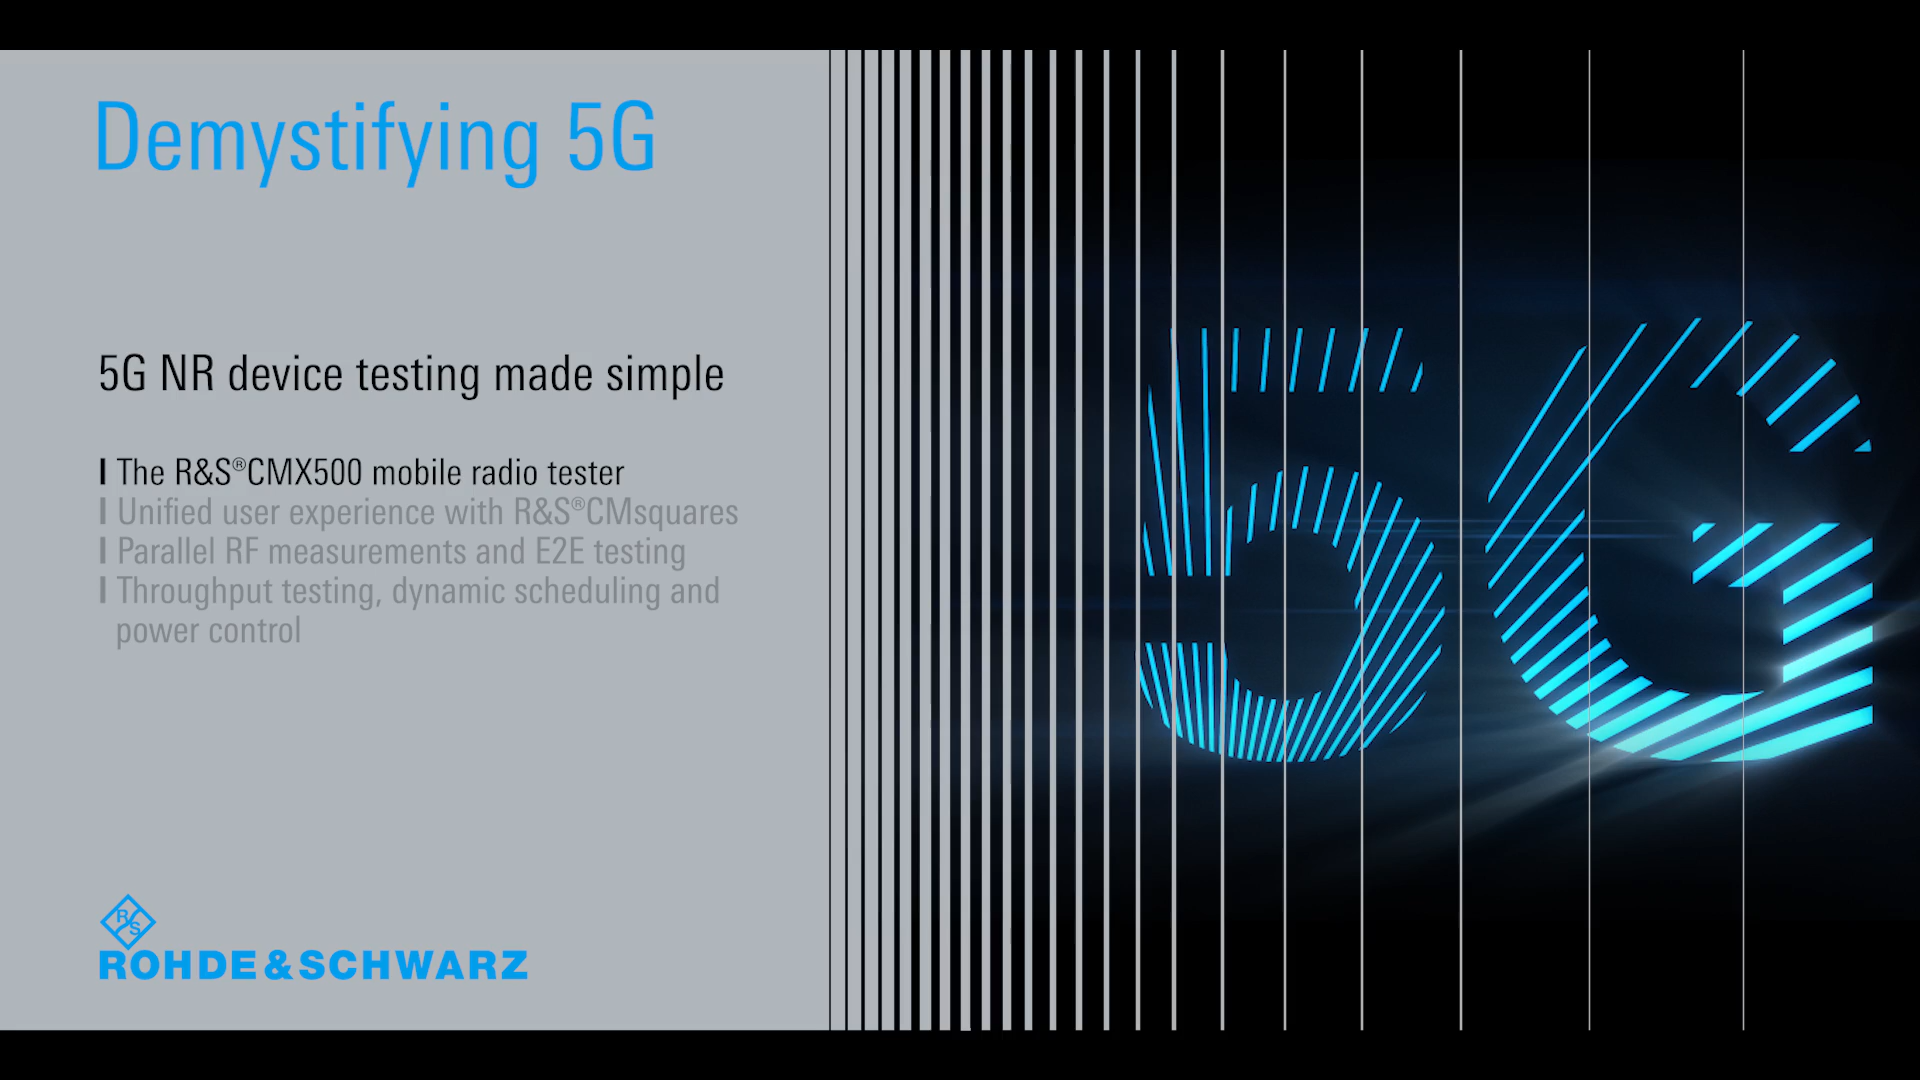 Demystifying 5G
5G NR device testing made simple
I The R&S®CMX500 mobile radio tester
I Unified user experience with R&S®CMsquares
I Parallel RF measurements and E2E testing
I Throughput testing, dynamic scheduling and
power control
5G
R S
ROHDE&SCHWARZ